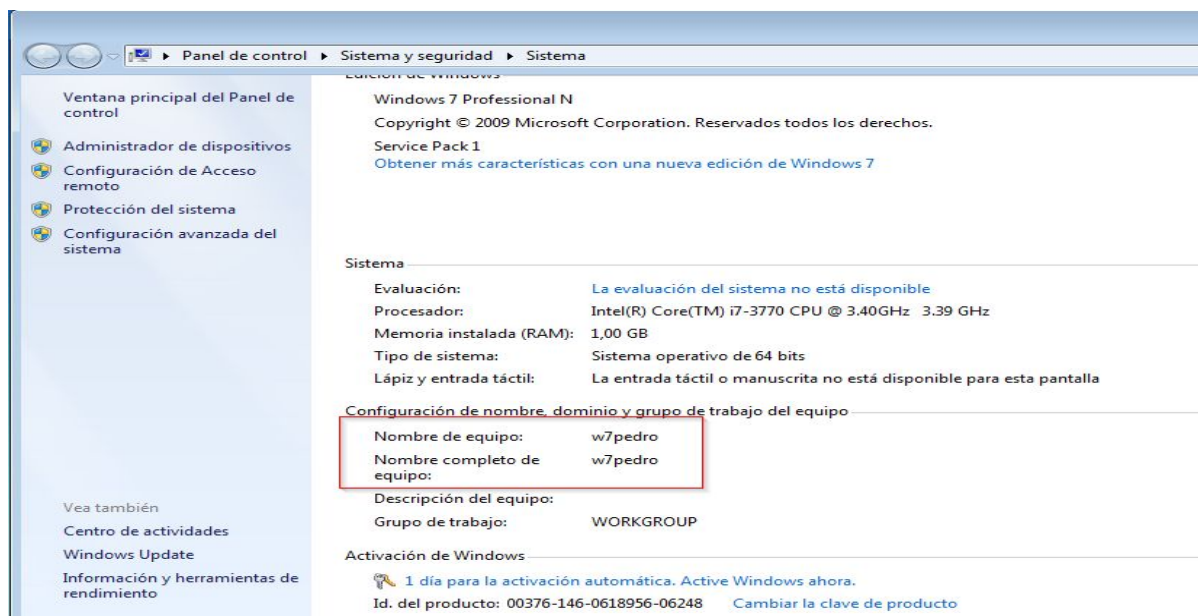 Panel de control ▸ Sistema y seguridad ▸ Sistema
Ventana principal del Panel de
control
Administrador de dispositivos
Configuración de Acceso
remoto
Protección del sistema
Configuración avanzada del
sistema
Vea también
Centro de actividades
Windows Update
Información y herramientas de
rendimiento
Edición de Windows
Windows 7 Professional N
Copyright © 2009 Microsoft Corporation. Reservados todos los derechos.
Service Pack 1
Obtener más características con una nueva edición de Windows 7
Sistema
Evaluación: La evaluación del sistema no está disponible
Procesador: Intel(R) Core(TM) i7-3770 CPU @ 3.40GHz 3.39 GHz
Memoria instalada (RAM): 1,00 GB
Tipo de sistema: Sistema operativo de 64 bits
Lápiz y entrada táctil: La entrada táctil o manuscrita no está disponible para esta pantalla
Configuración de nombre, dominio y grupo de trabajo del equipo
Nombre de equipo: w7pedro
Nombre completo de w7pedro
equipo:
Descripción del equipo:
Grupo de trabajo: WORKGROUP
Activación de Windows
1 día para la activación automática. Active Windows ahora.
Id. del producto: 00376-146-0618956-06248 Cambiar la clave de producto